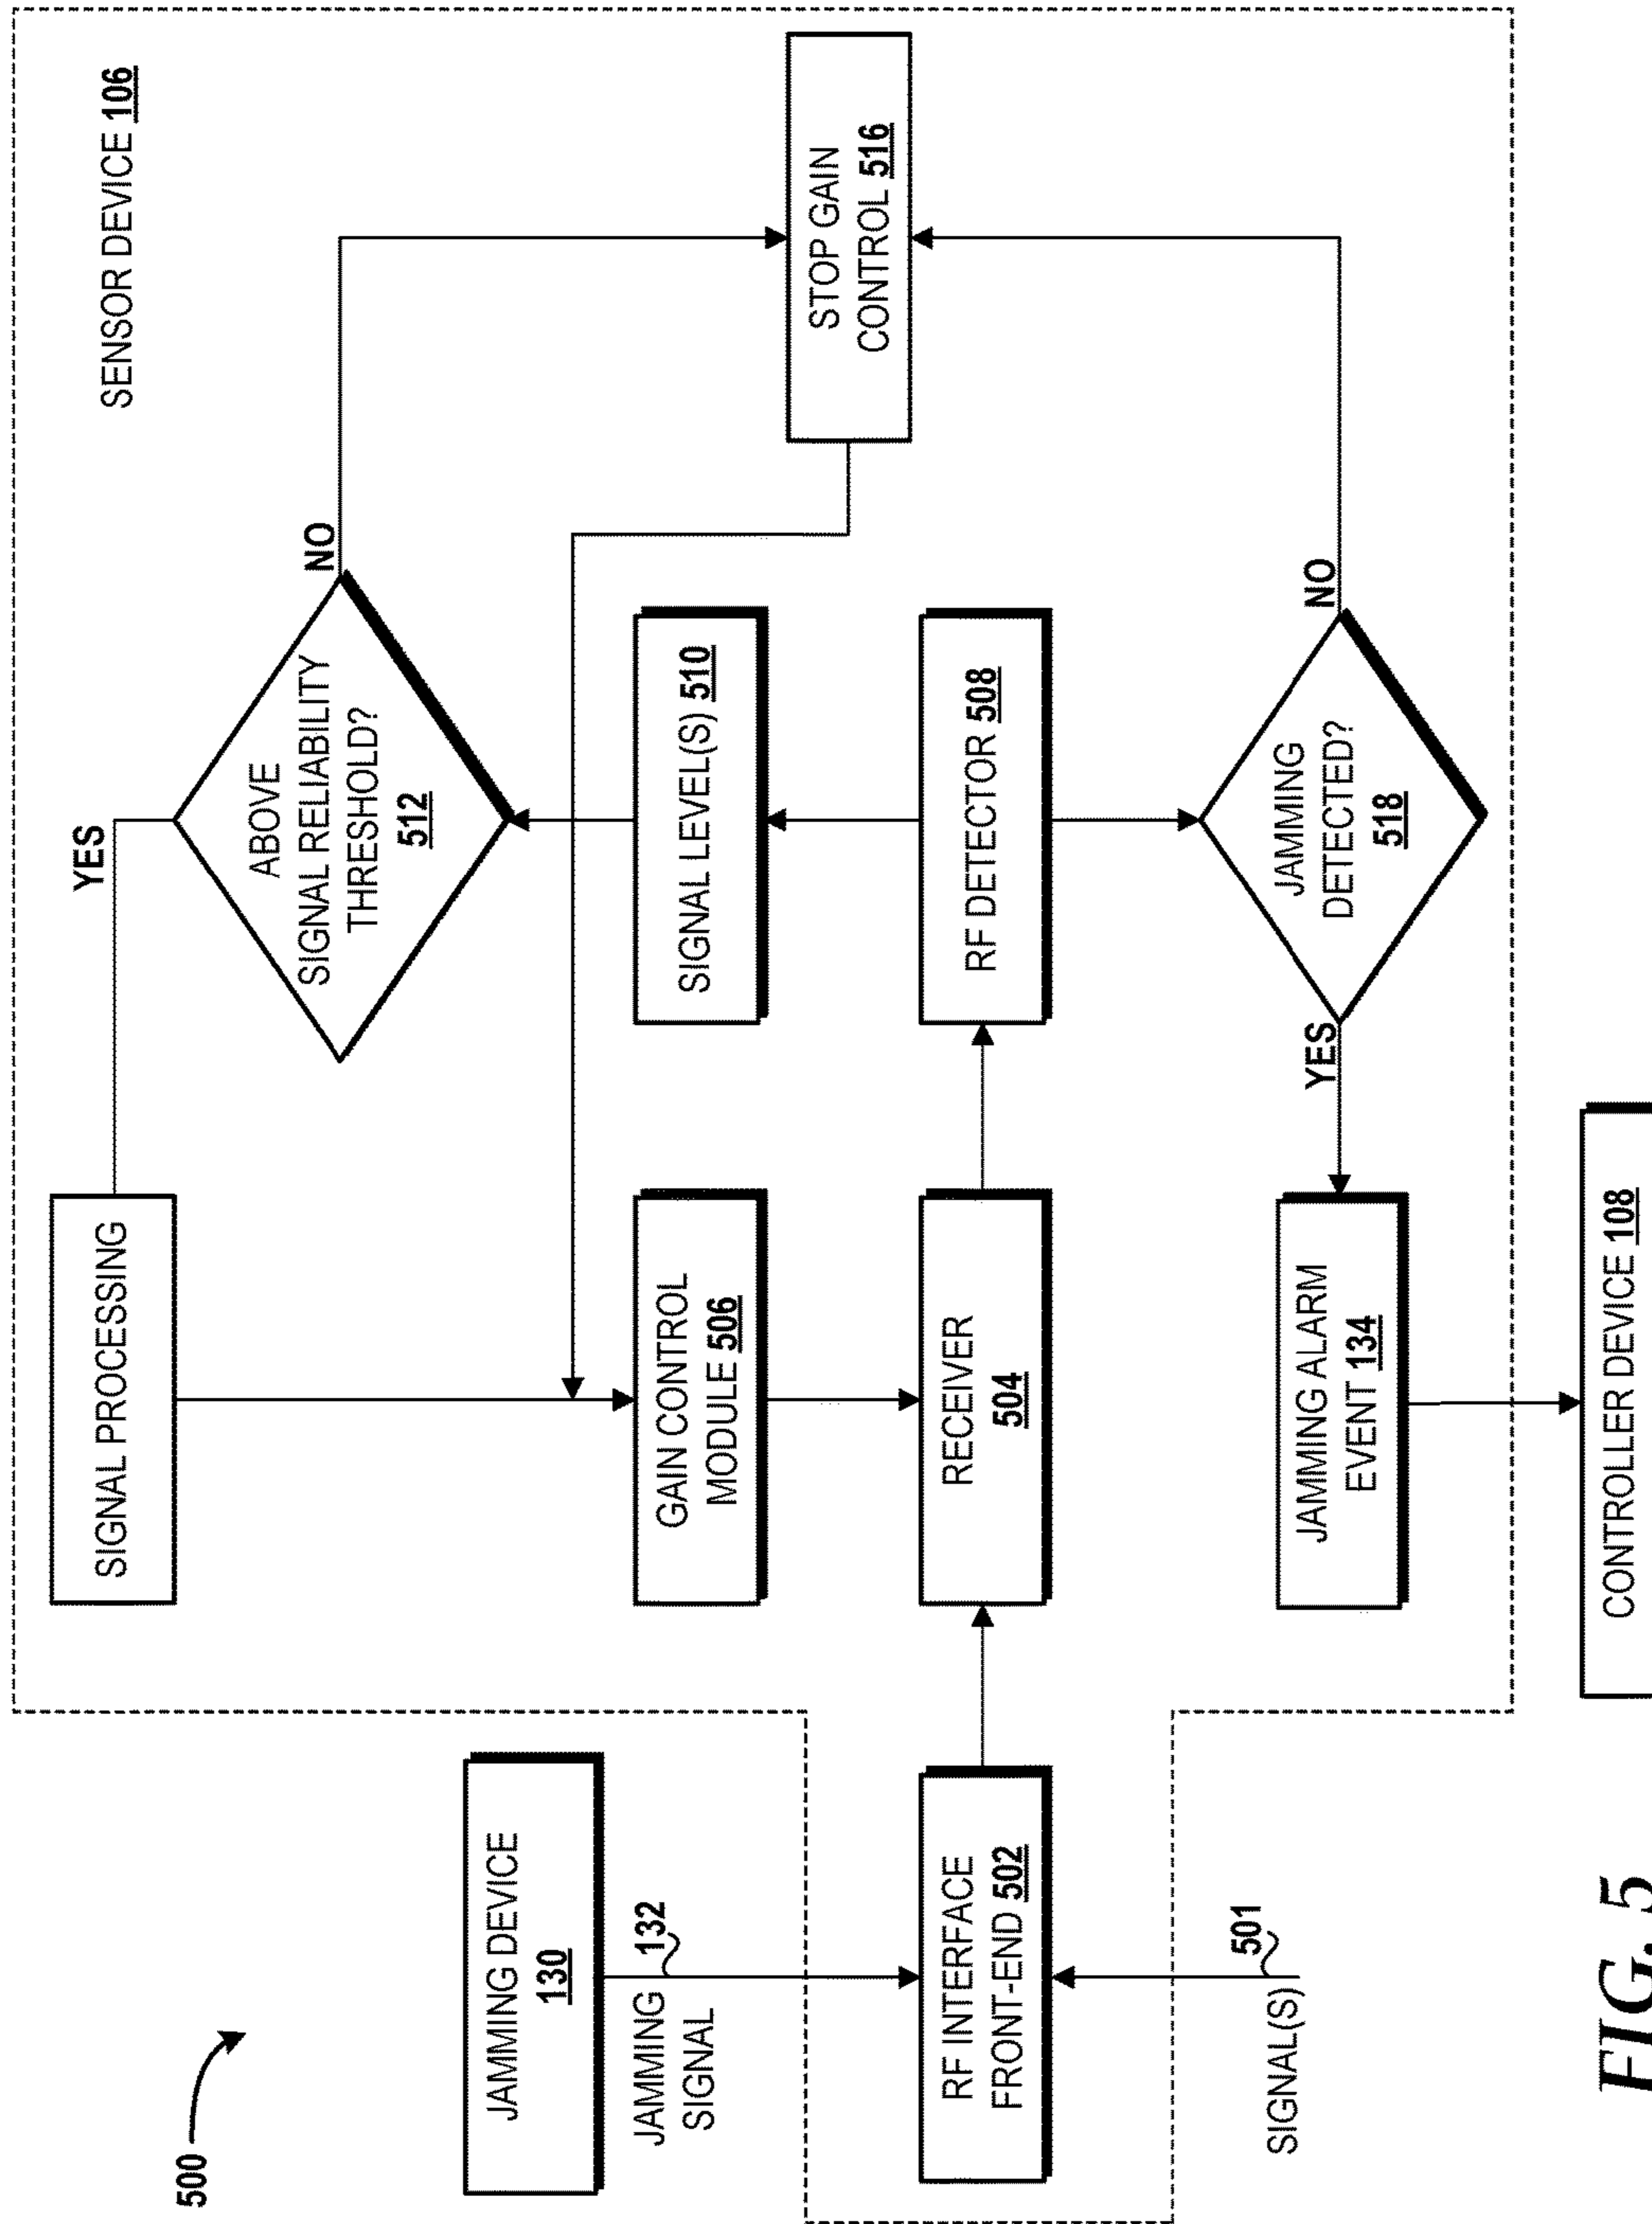 500
SENSOR DEVICE 106
SIGNAL PROCESSING
YES
ABOVE
SIGNAL RELIABILITY
THRESHOLD?
512
NO
JAMMING DEVICE
130
JAMMING
SIGNAL
132
GAIN CONTROL
MODULE 506
SIGNAL LEVEL(S) 510
STOP GAIN
CONTROL 516
RF INTERFACE
FRONT-END 502
RECEIVER
504
RF DETECTOR 508
501
SIGNAL(S)
JAMMING ALARM
EVENT 134
YES
JAMMING
DETECTED?
518
NO
CONTROLLER DEVICE 108
FIG. 5